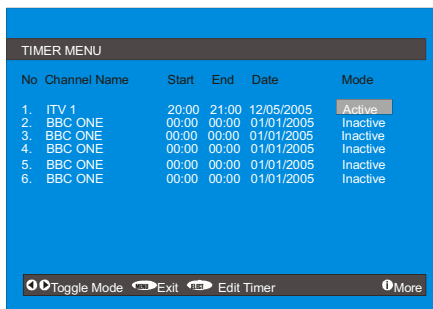 TIMER MENU
No Channel Name Start End Date Mode
1. ITV 1 20:00 21:00 12/05/2005 Active
2. BBC ONE 00:00 00:00 01/01/2005 Inactive
3. BBC ONE 00:00 00:00 01/01/2005 Inactive
4. BBC ONE 00:00 00:00 01/01/2005 Inactive
5. BBC ONE 00:00 00:00 01/01/2005 Inactive
6. BBC ONE 00:00 00:00 01/01/2005 Inactive
Toggle Mode MENU Exit Edit Timer i More